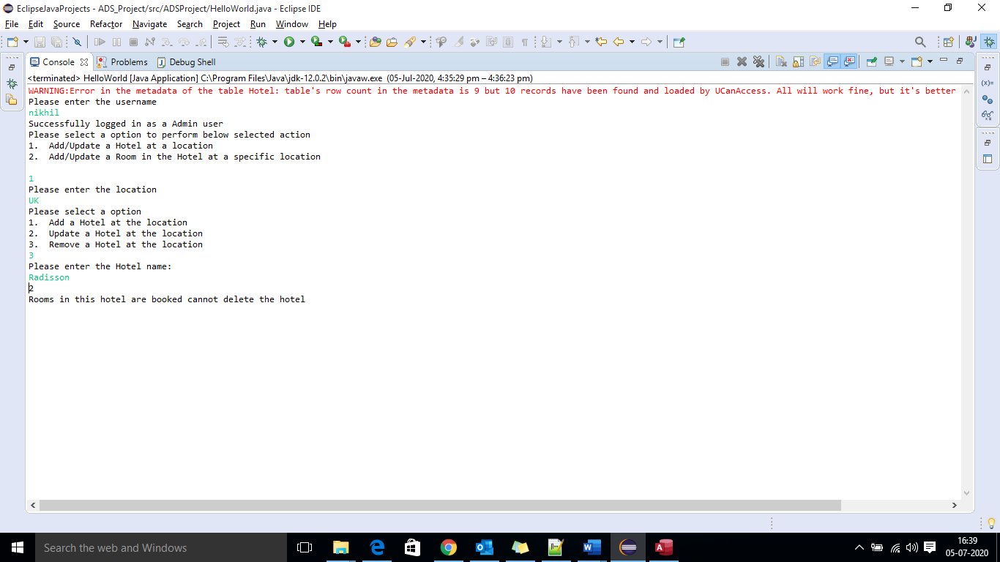 EclipseJavaProjects - ADS_Project/src/ADSProject/HelloWorld.java - Eclipse IDE
File Edit Source Refactor Navigate Search Project Run Window Help
Console Problems Debug Shell
<terminated> HelloWorld [Java Application] C:\Program Files\Java\jdk-12.0.2\bin\javaw.exe (05-Jul-2020, 4:35:29 pm – 4:36:23 pm)
WARNING:Error in the metadata of the table Hotel: table's row count in the metadata is 9 but 10 records have been found and loaded by UCanAccess. All will work fine, but it's better
Please enter the username
nikhil
Successfully logged in as a Admin user
Please select a option to perform below selected action
1. Add/Update a Hotel at a location
2. Add/Update a Room in the Hotel at a specific location
1
Please enter the location
UK
Please select a option
1. Add a Hotel at the location
2. Update a Hotel at the location
3. Remove a Hotel at the location
3
Please enter the Hotel name:
Radisson
2
Rooms in this hotel are booked cannot delete the hotel
Search the web and Windows
16:39
05-07-2020